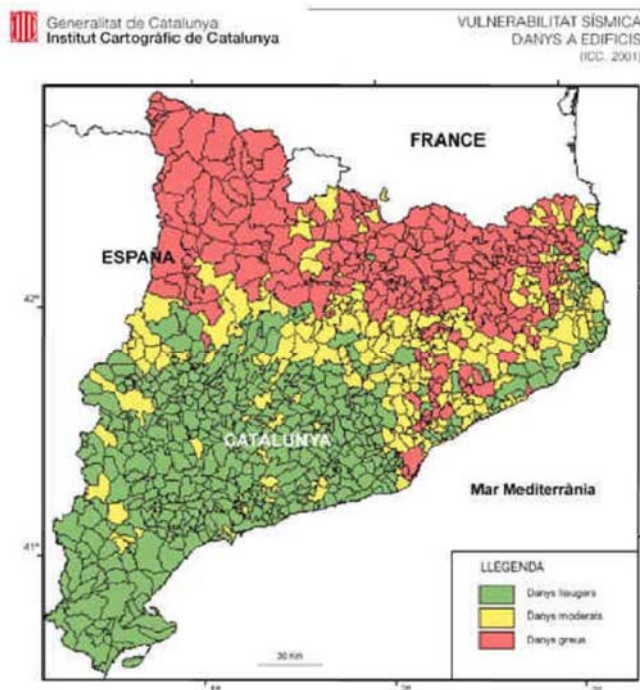 Generalitat de Catalunya
Institut Cartogràfic de Catalunya
VULNERABILITAT SÍSMICA
DANYS A EDIFICIS
(ICC, 2001)
FRANCE
ESPAÑA
42°
CATALUNYA
Mar Mediterrània
41°
LLEGENDA
Danys lleugers
Danys moderats
Danys greus
30 Km